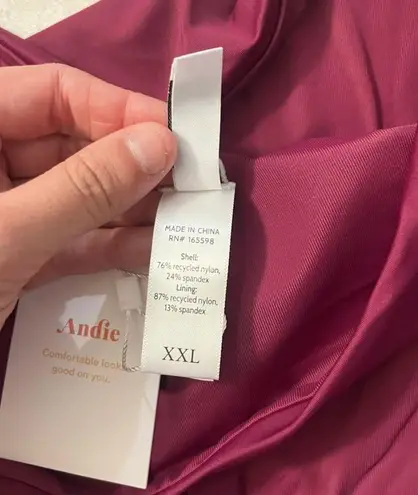 MADE IN CHINA
RN# 165598
Shell:
76% recycled nylon,
24% spandex
Lining:
87% recycled nylon,
13% spandex
XXL
Andie
Comfortable looks
good on you.